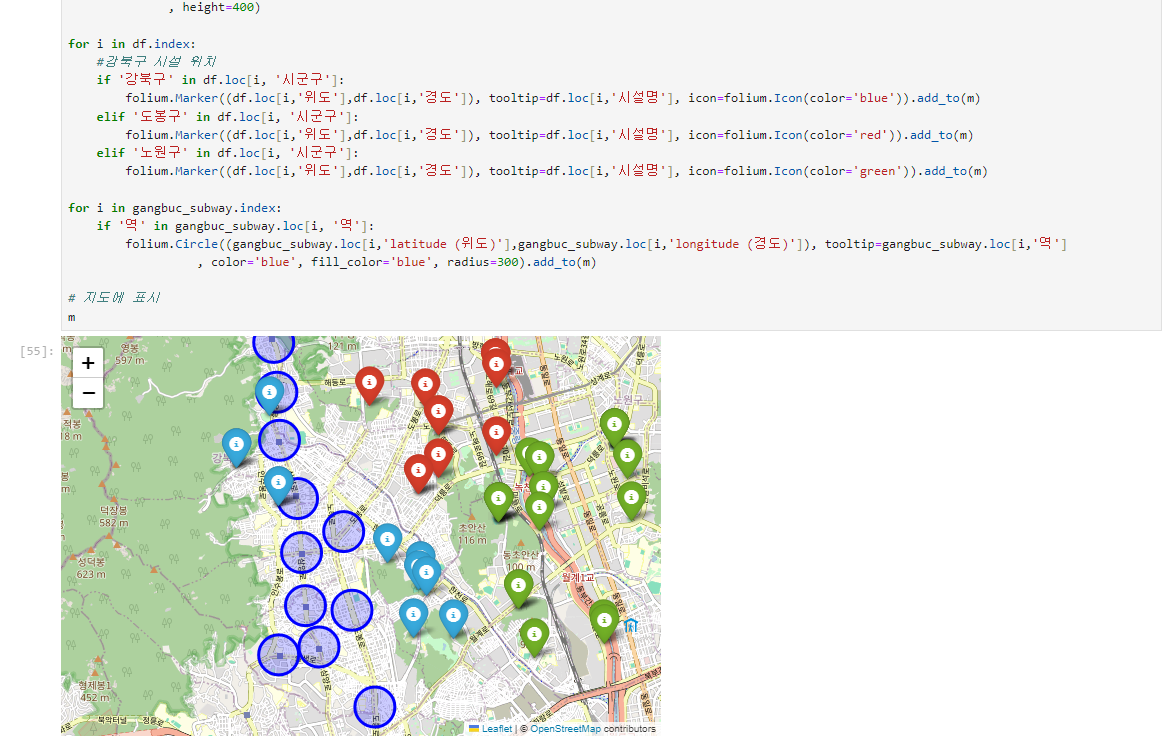 , height=400)
for i in df.index:
#강북구 시설 위치
if '강북구' in df.loc[i, '시군구']:
folium.Marker((df.loc[i,'위도'],df.loc[i,'경도']), tooltip=df.loc[i,'시설명'], icon=folium.Icon(color='blue')).add_to(m)
elif '도봉구' in df.loc[i, '시군구']:
folium.Marker((df.loc[i,'위도'],df.loc[i,'경도']), tooltip=df.loc[i,'시설명'], icon=folium.Icon(color='red')).add_to(m)
elif '노원구' in df.loc[i, '시군구']:
folium.Marker((df.loc[i,'위도'],df.loc[i,'경도']), tooltip=df.loc[i,'시설명'], icon=folium.Icon(color='green')).add_to(m)
for i in gangbuc_subway.index:
if '역' in gangbuc_subway.loc[i, '역']:
folium.Circle((gangbuc_subway.loc[i,'latitude (위도)'],gangbuc_subway.loc[i,'longitude (경도)']), tooltip=gangbuc_subway.loc[i,'역']
, color='blue', fill_color='blue', radius=300).add_to(m)
# 지도에 표시
m
[55]:
+
−
영봉
597 m
121 m
해등로
노원구
덕장봉
582 m
성덕봉
623 m
초안산
116 m
동초안산
100 m
월계1교
형제봉1
452 m
북악터널
정릉로
Leaflet | © OpenStreetMap contributors